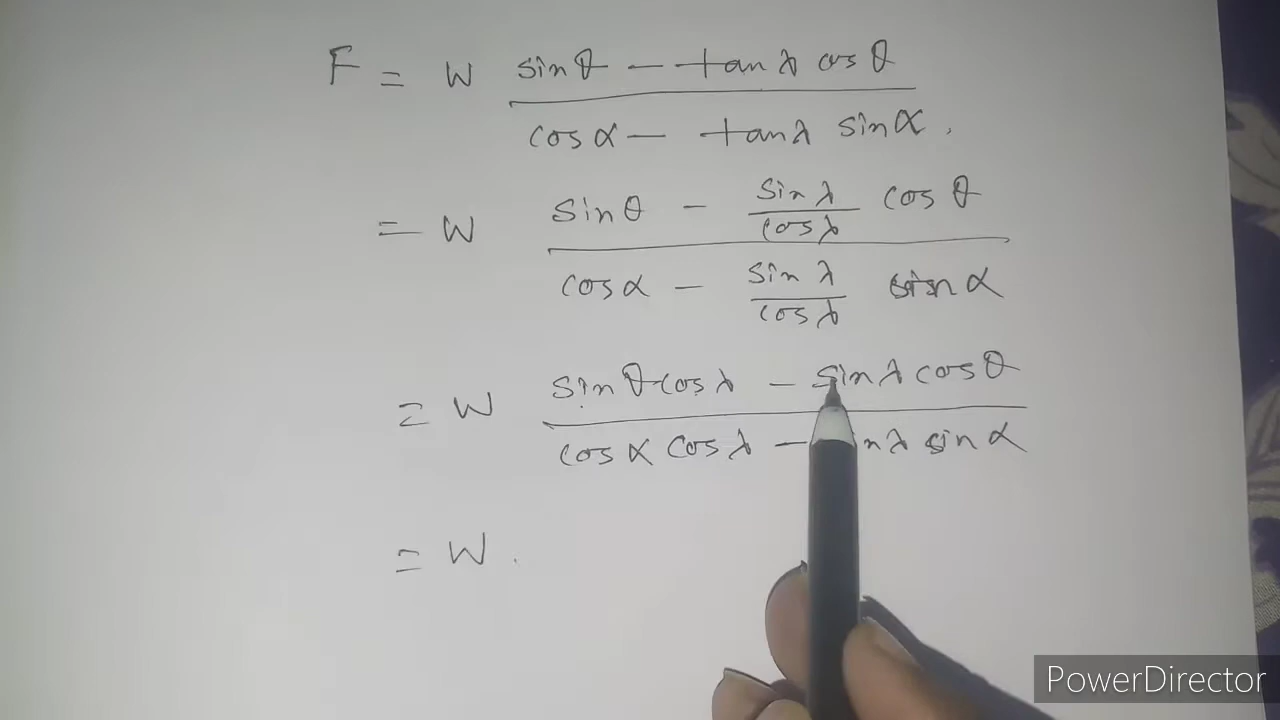 F = W sinθ – tanλ cosθ
cosα – tanλ sinα.
= W sinθ – sinλ cosθ
cosλ
cosα – sinλ sinα
cosλ
= W sinθ cosλ – sinλ cosθ
cosα cosλ – nλ sinα
= W .
PowerDirector